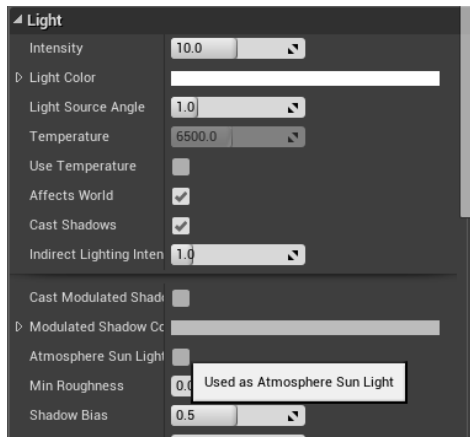 Light
Intensity 10.0
Light Color
Light Source Angle 1.0
Temperature 6500.0
Use Temperature
Affects World
Cast Shadows
Indirect Lighting Inten 1.0
Cast Modulated Shad
Modulated Shadow Co
Atmosphere Sun Light
Used as Atmosphere Sun Light
Min Roughness 0.0
Shadow Bias 0.5